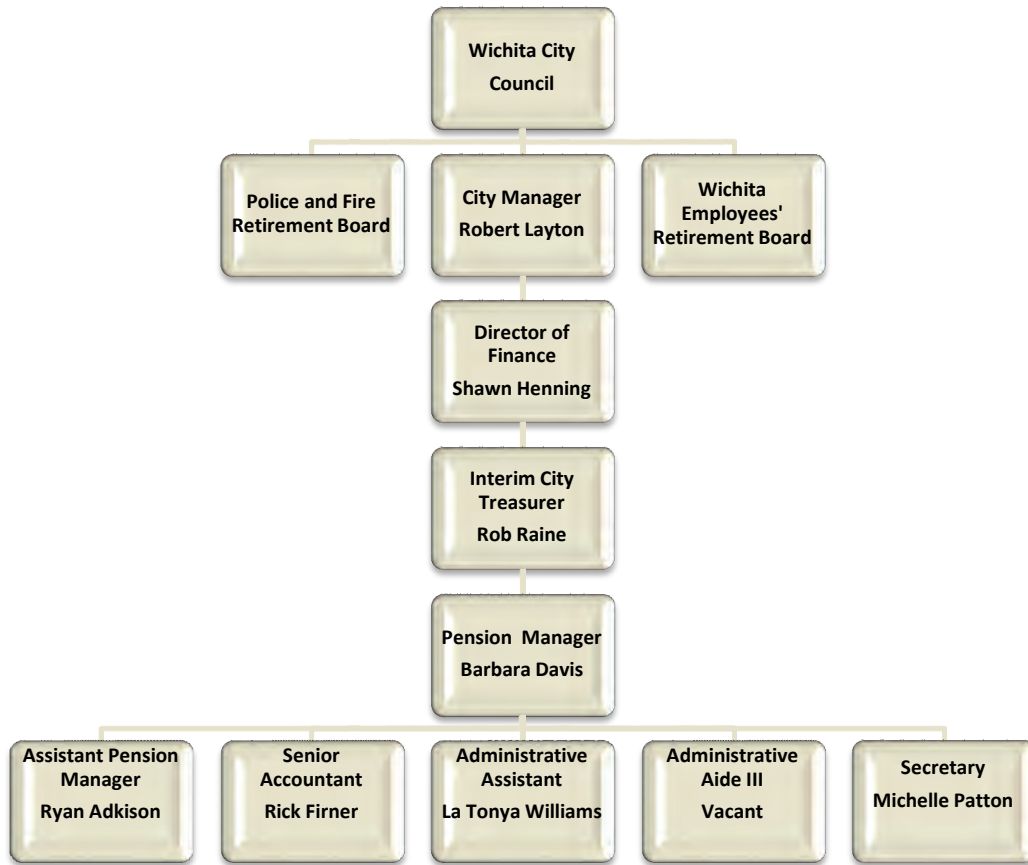 Wichita City
Council
Police and Fire
Retirement Board
City Manager
Robert Layton
Wichita
Employees'
Retirement Board
Director of
Finance
Shawn Henning
Interim City
Treasurer
Rob Raine
Pension Manager
Barbara Davis
Assistant Pension
Manager
Ryan Adkison
Senior
Accountant
Rick Firner
Administrative
Assistant
La Tonya Williams
Administrative
Aide III
Vacant
Secretary
Michelle Patton